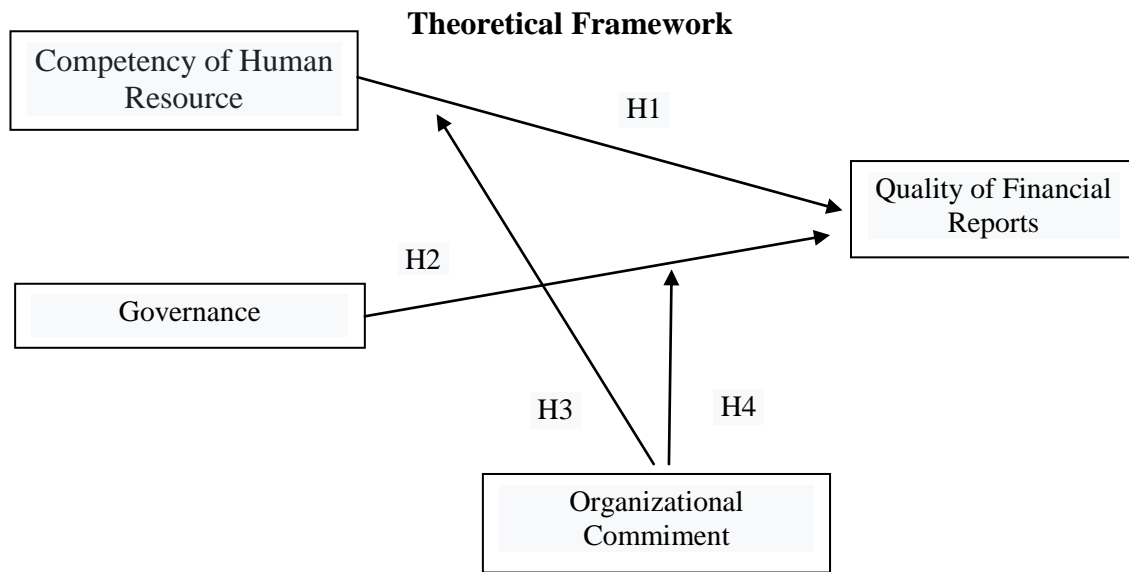 Theoretical Framework
Competency of Human
Resource
H1
Quality of Financial
Reports
H2
Governance
H3
H4
Organizational
Commiment